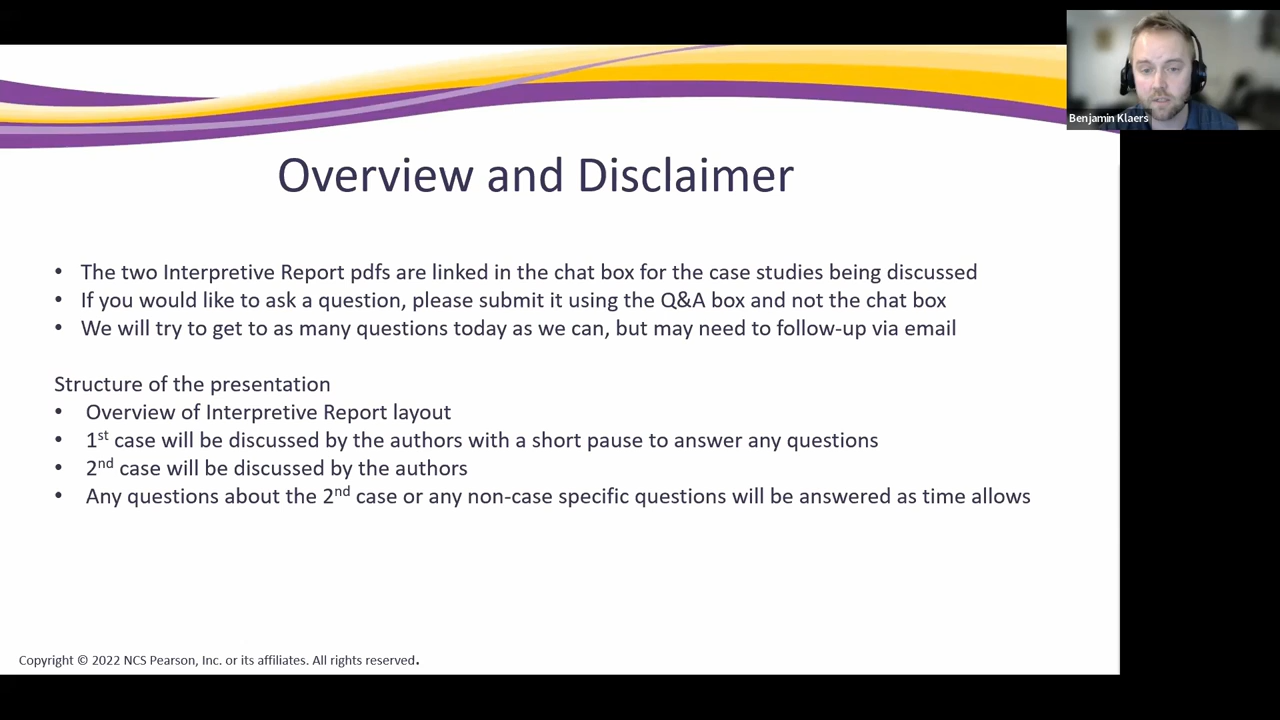 Benjamin Klaers
Overview and Disclaimer
• The two Interpretive Report pdfs are linked in the chat box for the case studies being discussed
• If you would like to ask a question, please submit it using the Q&A box and not the chat box
• We will try to get to as many questions today as we can, but may need to follow-up via email
Structure of the presentation
• Overview of Interpretive Report layout
• 1st case will be discussed by the authors with a short pause to answer any questions
• 2nd case will be discussed by the authors
• Any questions about the 2nd case or any non-case specific questions will be answered as time allows
Copyright © 2022 NCS Pearson, Inc. or its affiliates. All rights reserved.